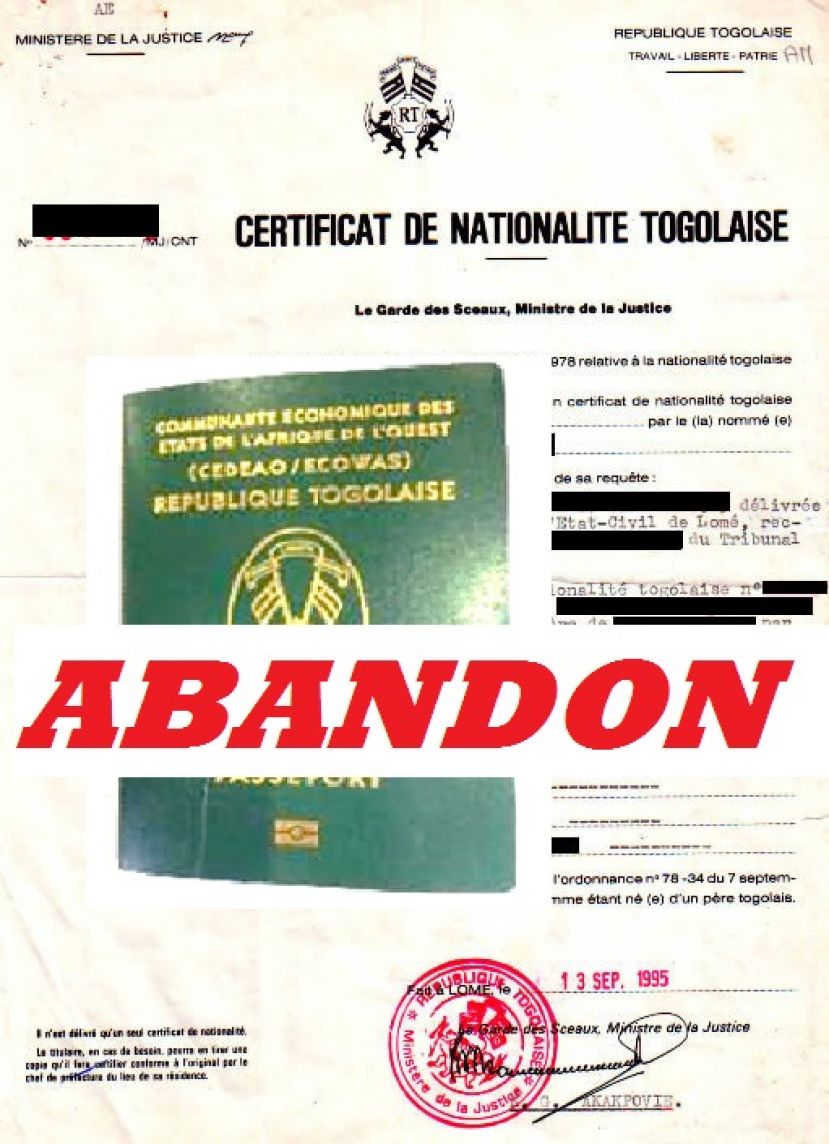 AE
MINISTERE DE LA JUSTICE
REPUBLIQUE TOGOLAISE
TRAVAIL - LIBERTE - PATRIE AM
RT
N° /MJ/CNT
CERTIFICAT DE NATIONALITE TOGOLAISE
Le Garde des Sceaux, Ministre de la Justice
978 relative à la nationalité togolaise
n certificat de nationalité togolaise
par le (la) nommé (e)
de sa requête :
délivrée
'Etat-Civil de Lomé, rec-
du Tribunal
ionalité togolaise n°
de par
COMMUNAUTE ECONOMIQUE DES
ETATS DE L'AFRIQUE DE L'OUEST
(CEDEAO/ECOWAS)
REPUBLIQUE TOGOLAISE
ABANDON
PASSEPORT
l'ordonnance n° 78-34 du 7 septem-
mme étant né (e) d'un père togolais.
Fait à LOME, le 13 SEP. 1995
Le Garde des Sceaux, Ministre de la Justice
REPUBLIQUE TOGOLAISE
Ministère de la Justice
G. AKAKPOVIE.
Il n'est délivré qu'un seul certificat de nationalité.
Le titulaire, en cas de besoin, pourra en tirer une
copie qu'il fera certifier conforme à l'original par le
chef de préfecture du lieu de sa résidence.